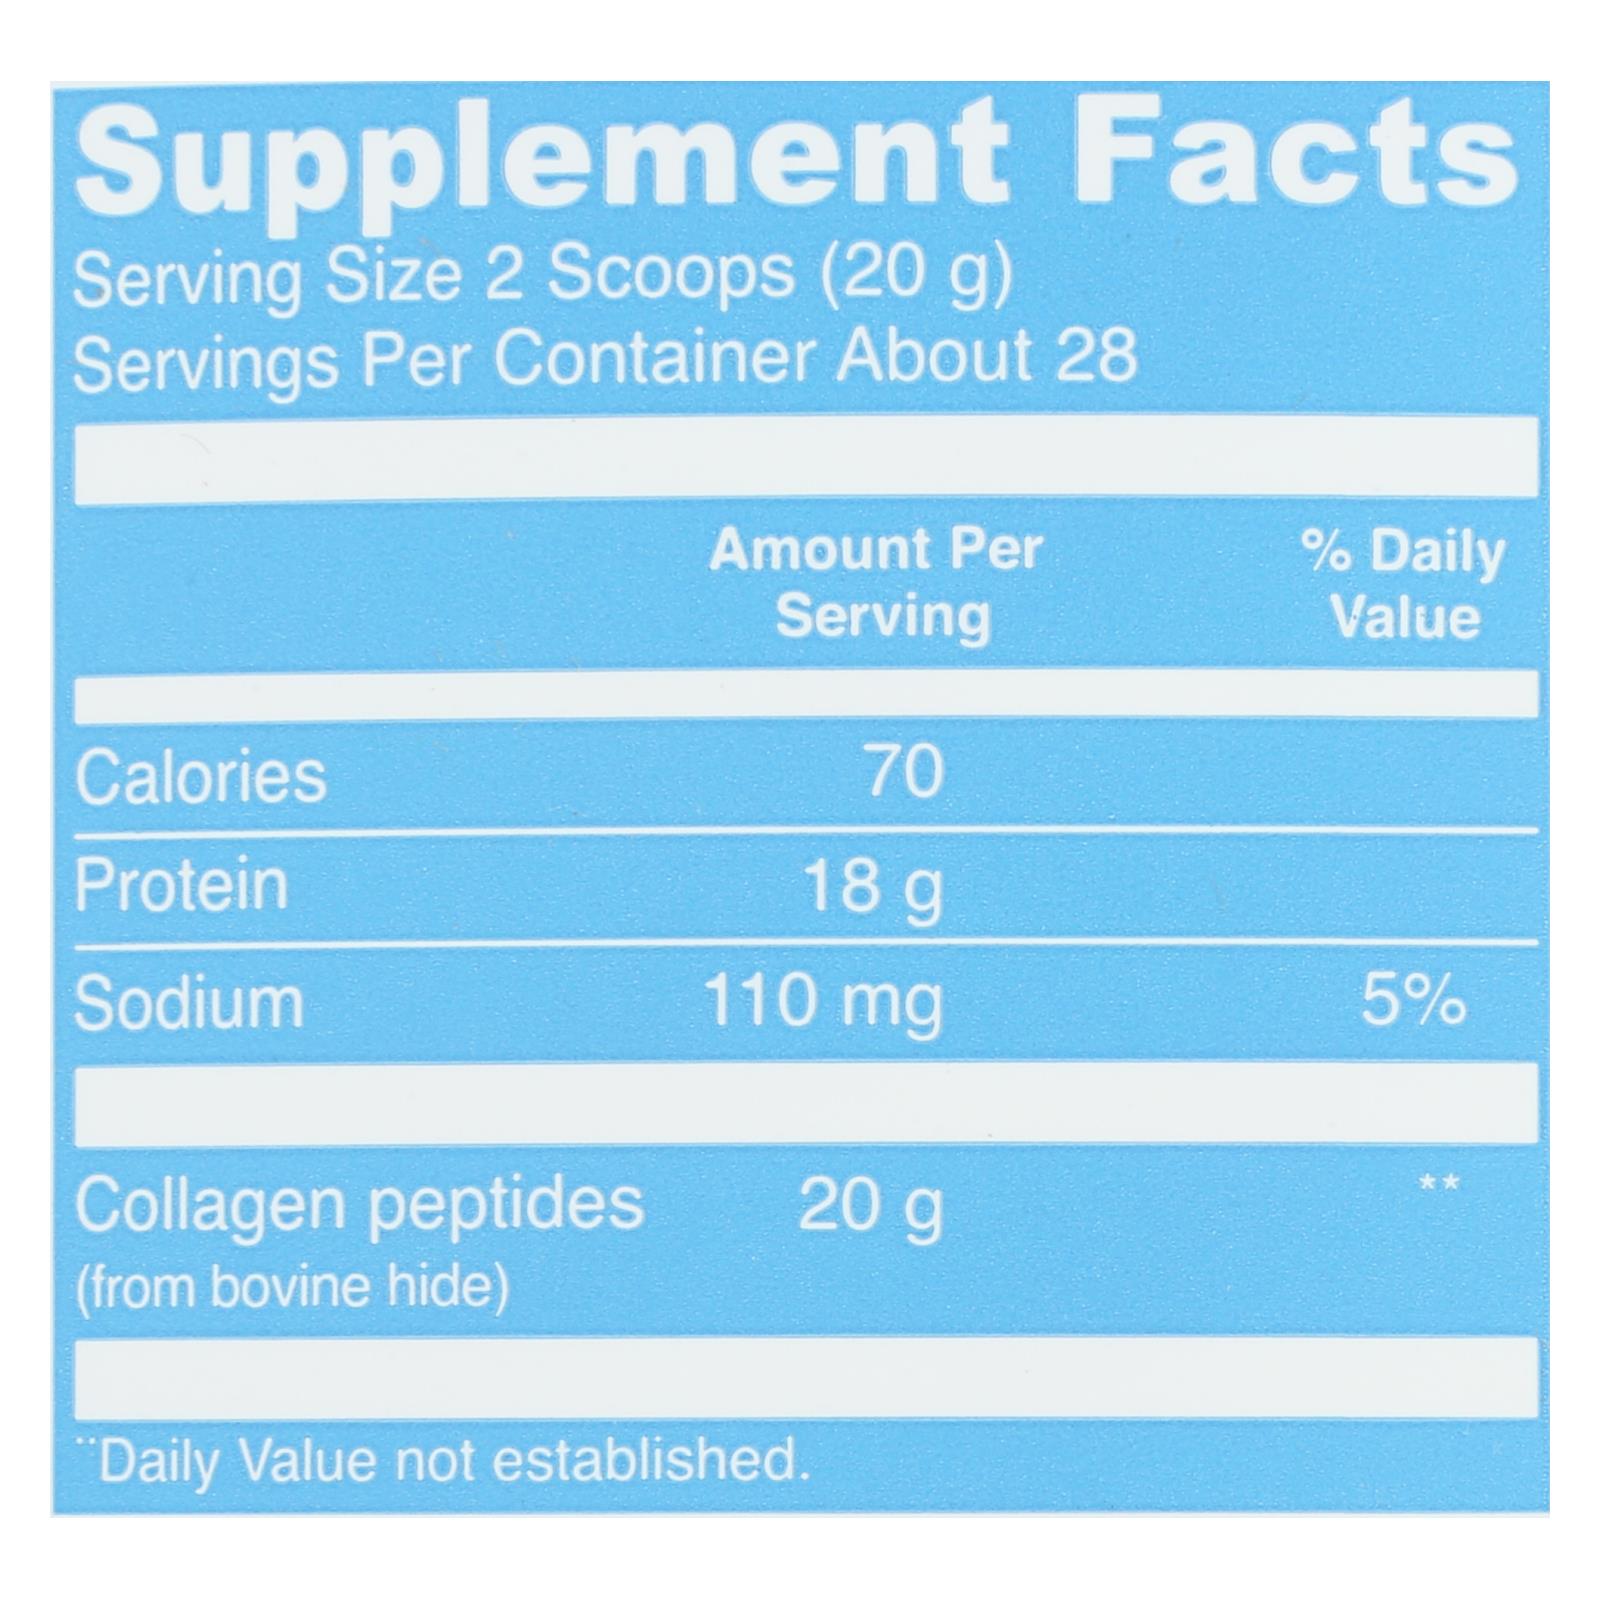 Supplement Facts
Serving Size 2 Scoops (20 g)
Servings Per Container About 28
Amount Per Serving % Daily Value
Calories 70
Protein 18 g
Sodium 110 mg 5%
Collagen peptides 20 g **
(from bovine hide)
**Daily Value not established.